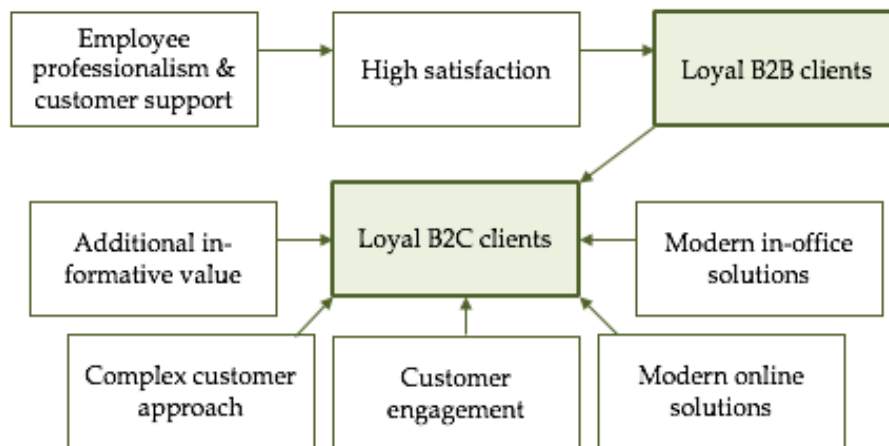 Employee
professionalism &
customer support
High satisfaction
Loyal B2B clients
Additional in-
formative value
Loyal B2C clients
Modern in-office
solutions
Complex customer
approach
Customer
engagement
Modern online
solutions